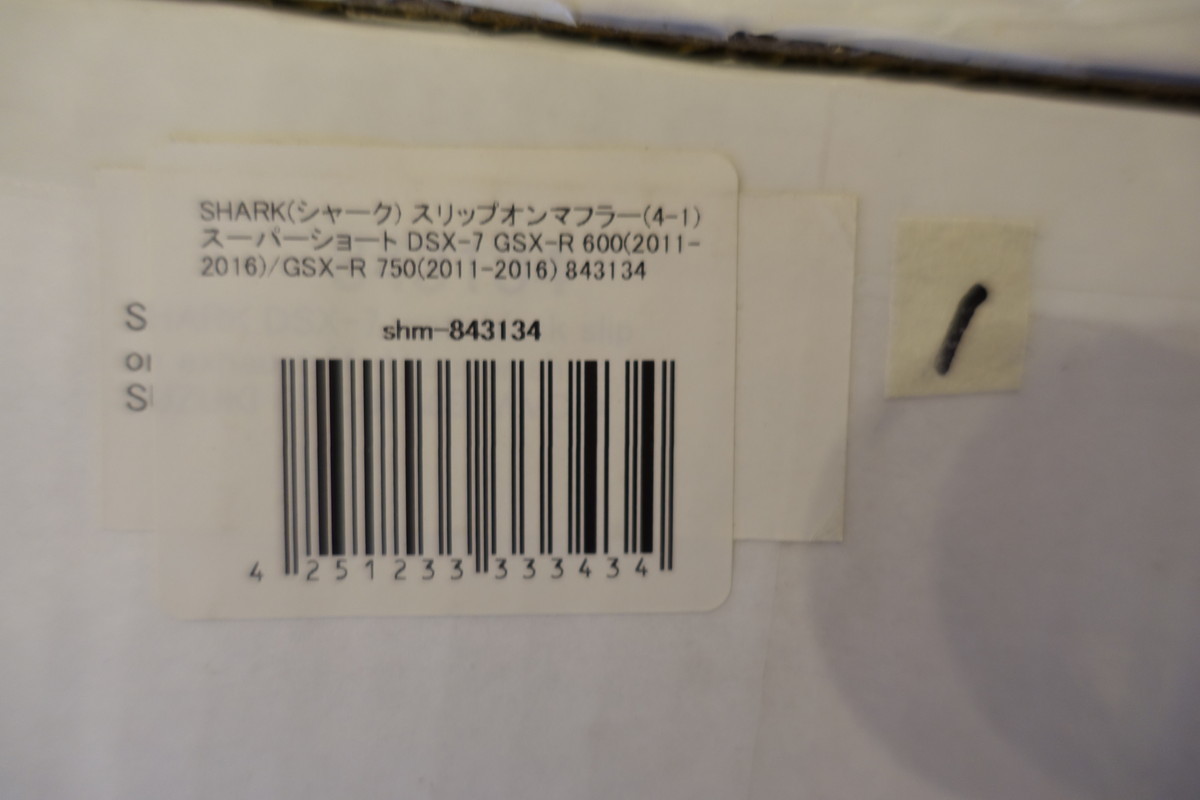 SHARK(シャーク) スリップオンマフラー(4-1)
スーパーショート DSX-7 GSX-R 600(2011-
2016)/GSX-R 750(2011-2016) 843134
shm-843134
4 251233 333434
1